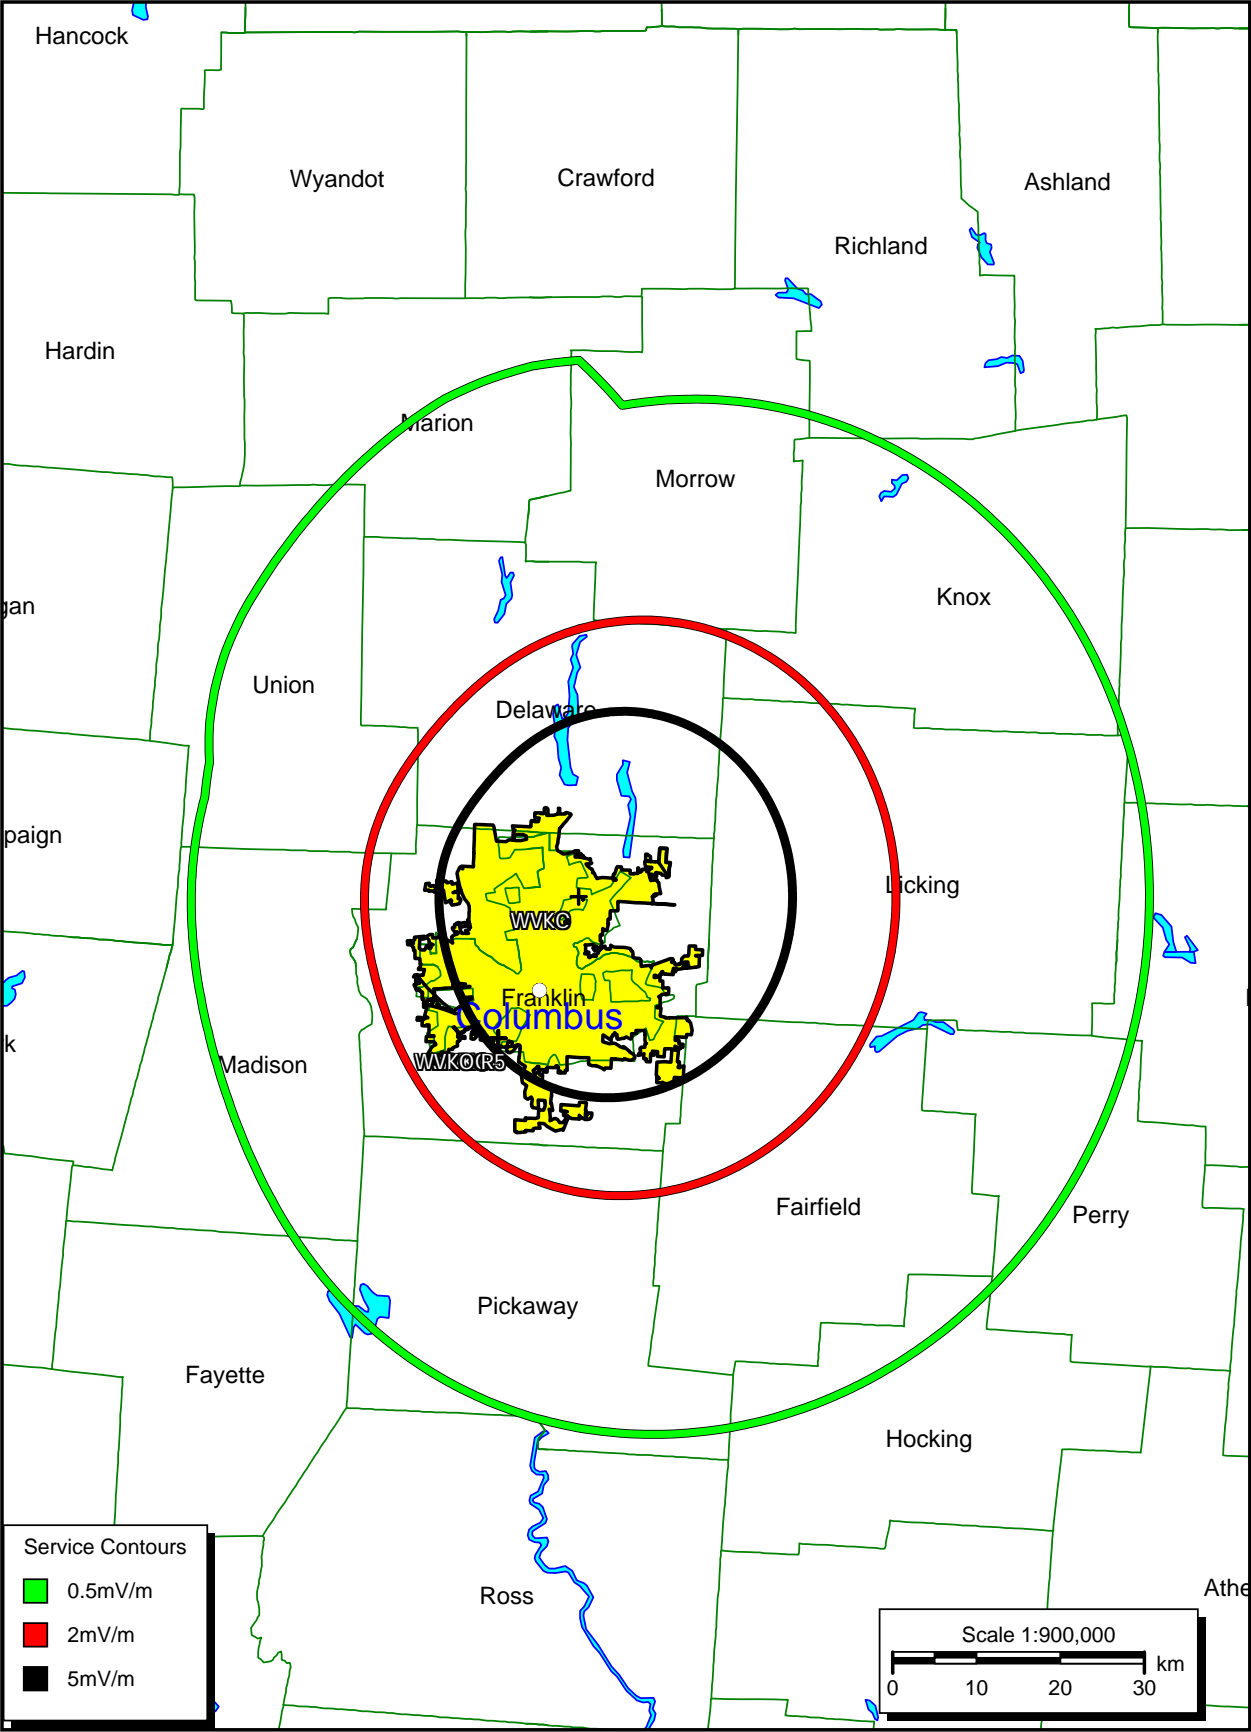 Hancock
Wyandot
Crawford
Ashland
Richland
Hardin
Marion
Morrow
gan
Knox
Union
Delaware
paign
Licking
WVKO
Franklin
Columbus
k
Madison
WVKO(R5
Fairfield
Perry
Pickaway
Fayette
Hocking
Ross
Athe
Service Contours
0.5mV/m
2mV/m
5mV/m
Scale 1:900,000
km
0 10 20 30